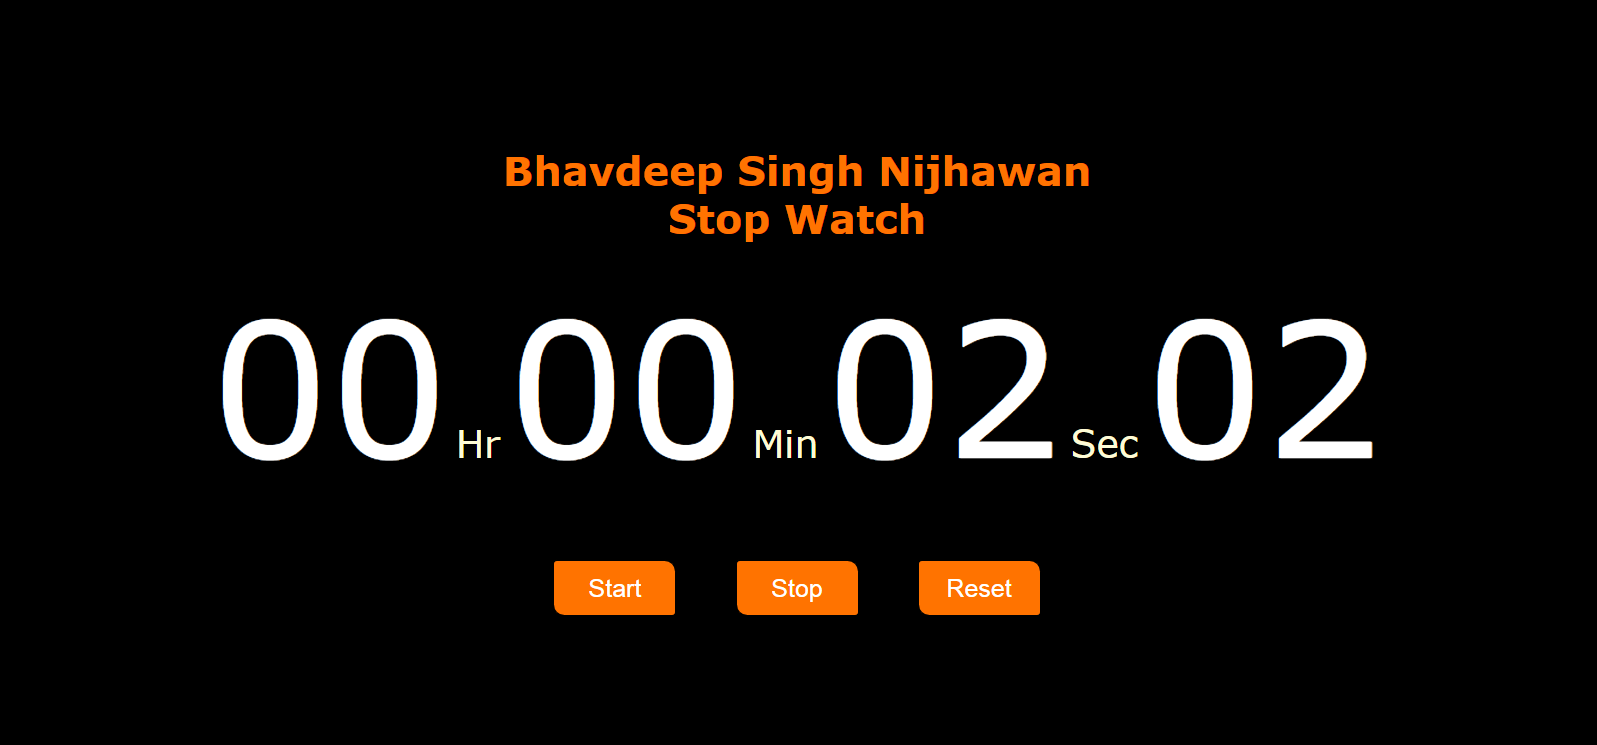 Bhavdeep Singh Nijhawan
Stop Watch
00 Hr 00 Min 02 Sec 02
Start Stop Reset